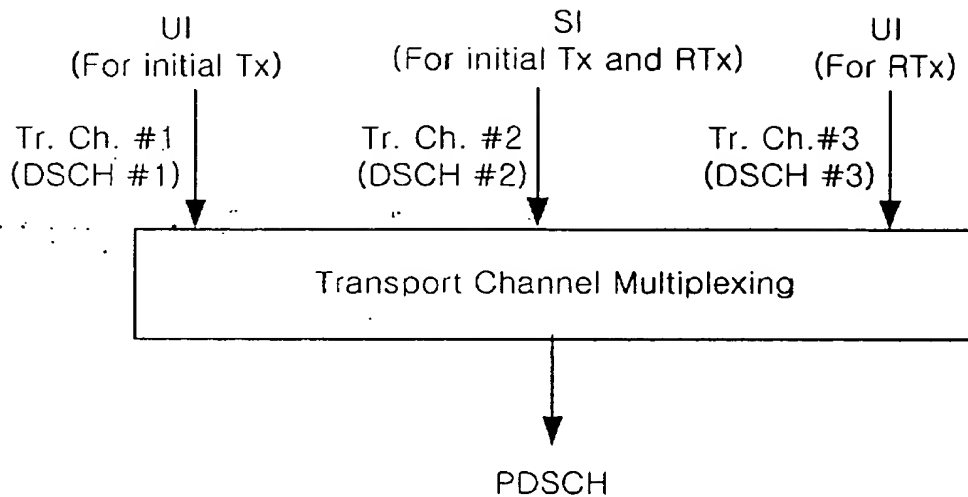 UI
(For initial Tx)
SI
(For initial Tx and RTx)
UI
(For RTx)
Tr. Ch. #1
(DSCH #1)
Tr. Ch. #2
(DSCH #2)
Tr. Ch.#3
(DSCH #3)
Transport Channel Multiplexing
PDSCH